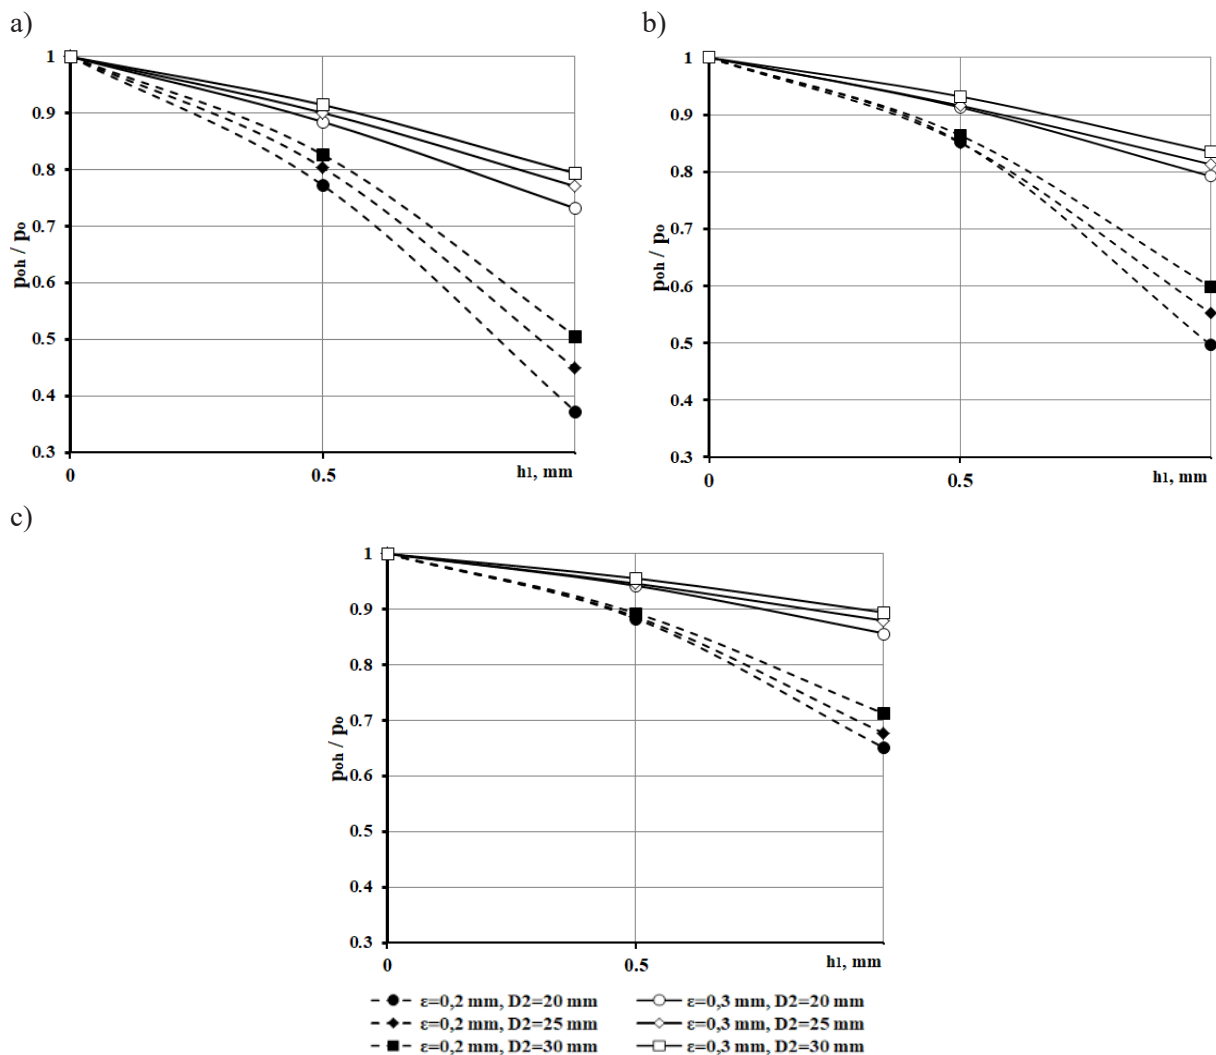 a)
1
0.9
0.8
0.7
0.6
0.5
0.4
0.3
poh / po
0
0.5
h1, mm
b)
1
0.9
0.8
0.7
0.6
0.5
0.4
0.3
poh / po
0
0.5
h1, mm
c)
1
0.9
0.8
0.7
0.6
0.5
0.4
0.3
poh / po
0
0.5
h1, mm
ε=0,2 mm, D2=20 mm
ε=0,3 mm, D2=20 mm
ε=0,2 mm, D2=25 mm
ε=0,3 mm, D2=25 mm
ε=0,2 mm, D2=30 mm
ε=0,3 mm, D2=30 mm